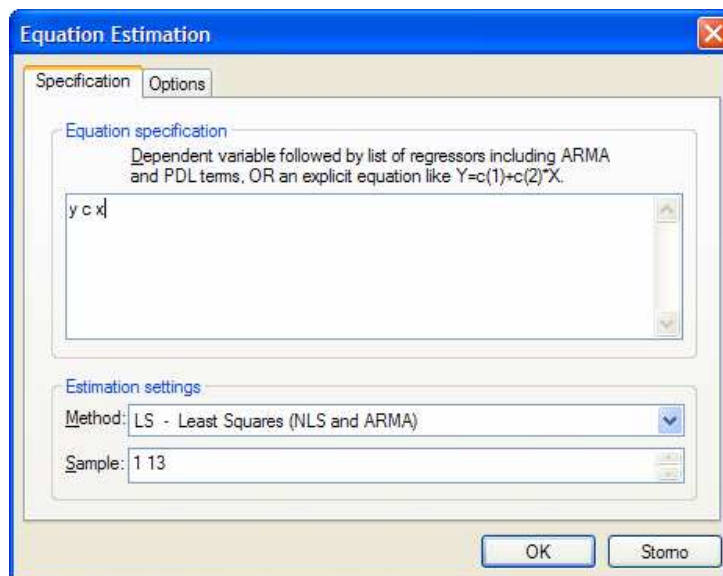 Equation Estimation
Specification Options
Equation specification
Dependent variable followed by list of regressors including ARMA
and PDL terms, OR an explicit equation like Y=c(1)+c(2)*X.
y c x
Estimation settings
Method: LS - Least Squares (NLS and ARMA)
Sample: 1 13
OK Storno